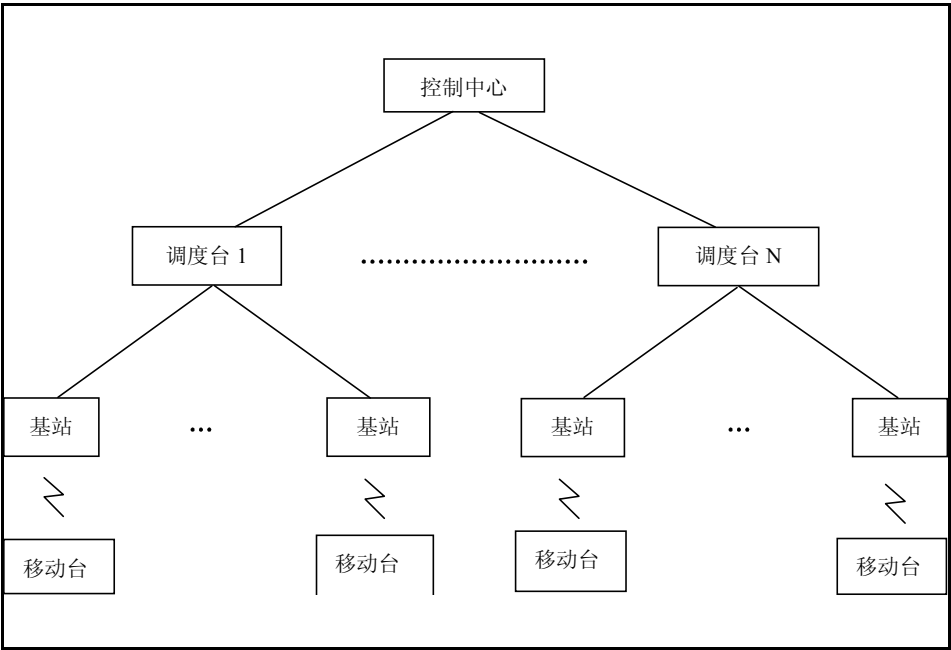 控制中心
调度台 1
..............................
调度台 N
基站
...
基站
基站
...
基站
移动台
移动台
移动台
移动台